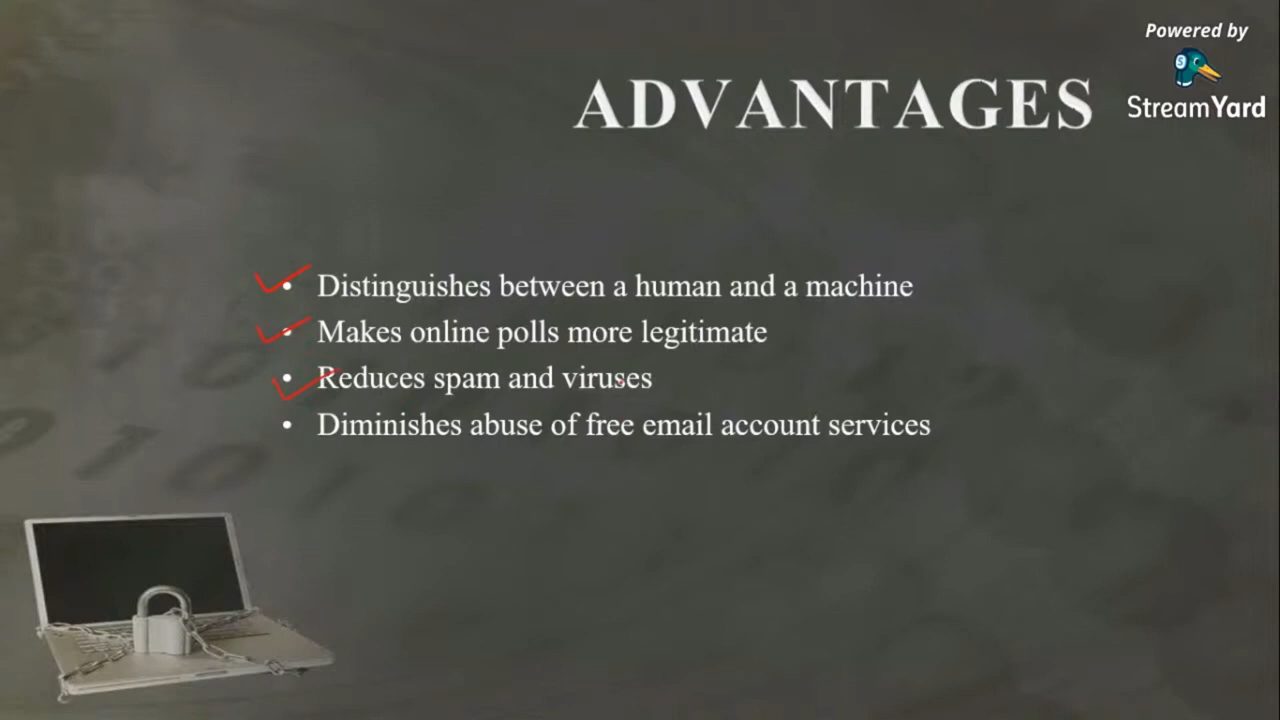 Powered by
StreamYard
ADVANTAGES
• Distinguishes between a human and a machine
• Makes online polls more legitimate
• Reduces spam and viruses
• Diminishes abuse of free email account services